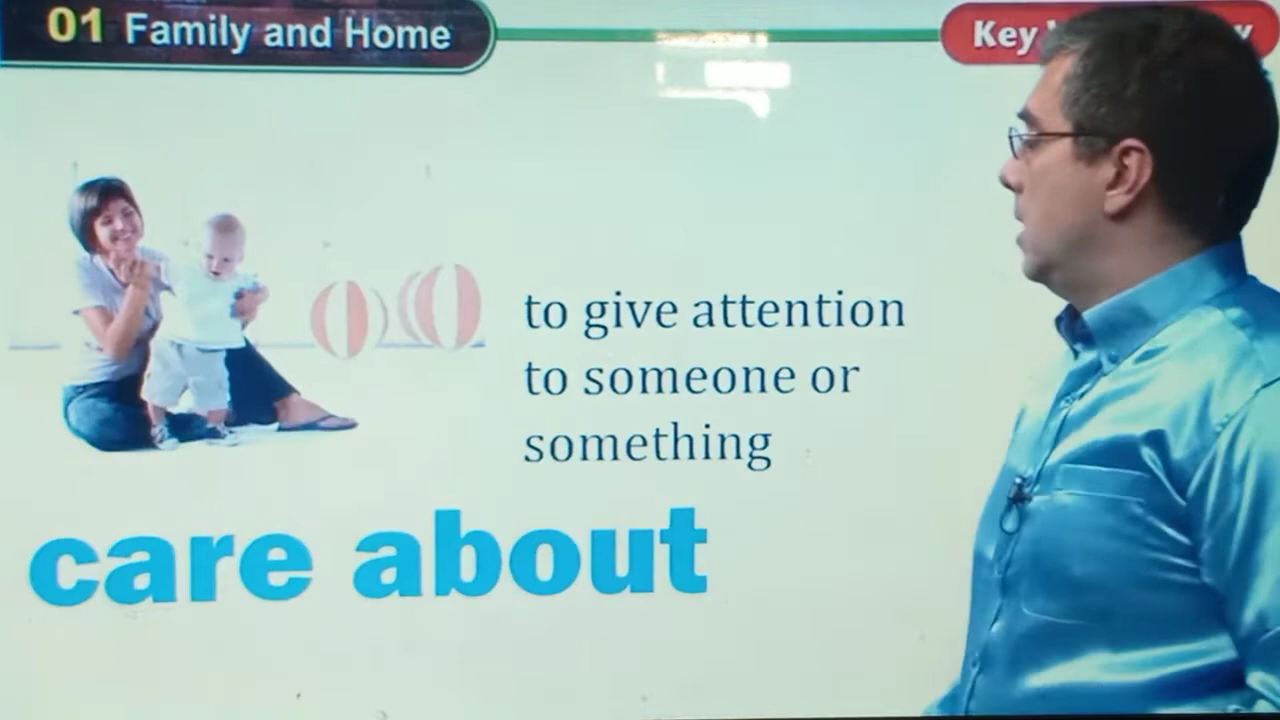 01 Family and Home
Key
to give attention
to someone or
something
care about